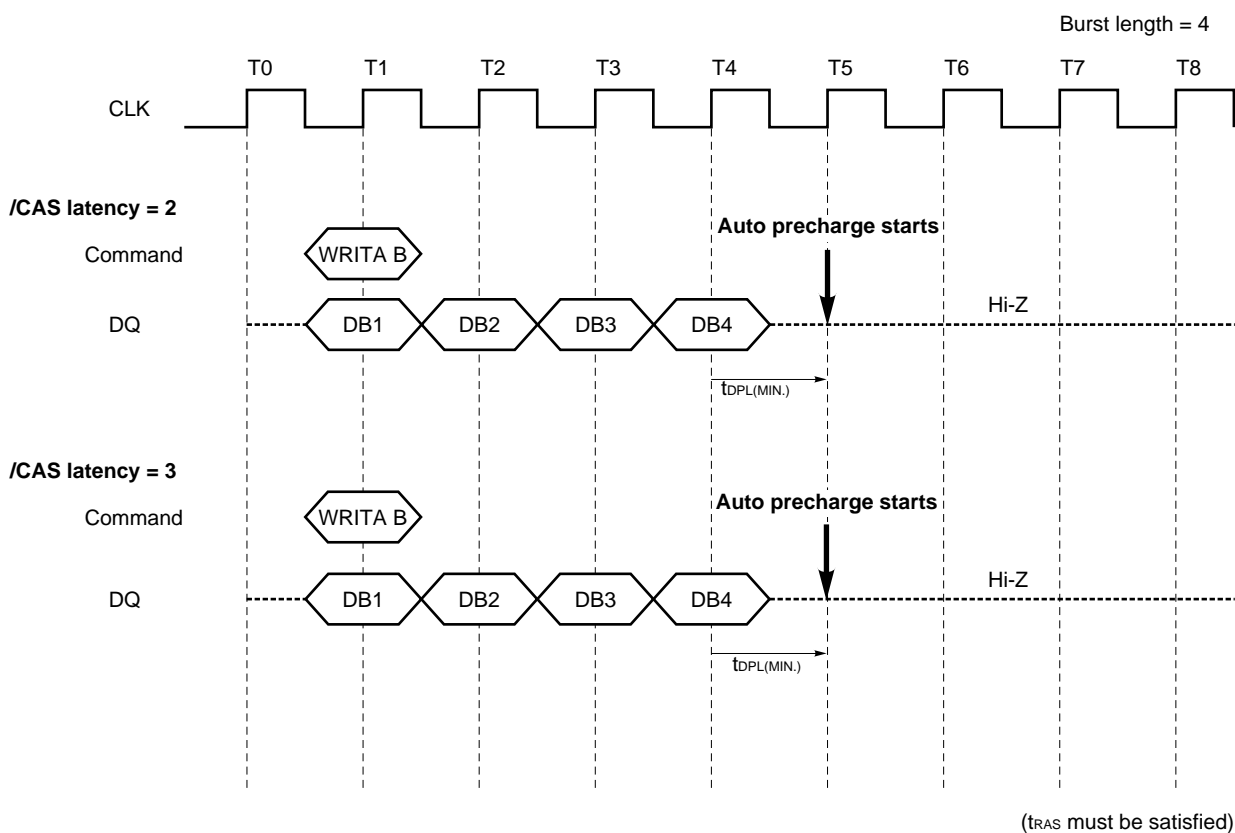 Burst length = 4
T0 T1 T2 T3 T4 T5 T6 T7 T8
CLK
/CAS latency = 2
Auto precharge starts
Command WRITA B
DQ DB1 DB2 DB3 DB4 Hi-Z
tDPL(MIN.)
/CAS latency = 3
Auto precharge starts
Command WRITA B
DQ DB1 DB2 DB3 DB4 Hi-Z
tDPL(MIN.)
(tRAS must be satisfied)